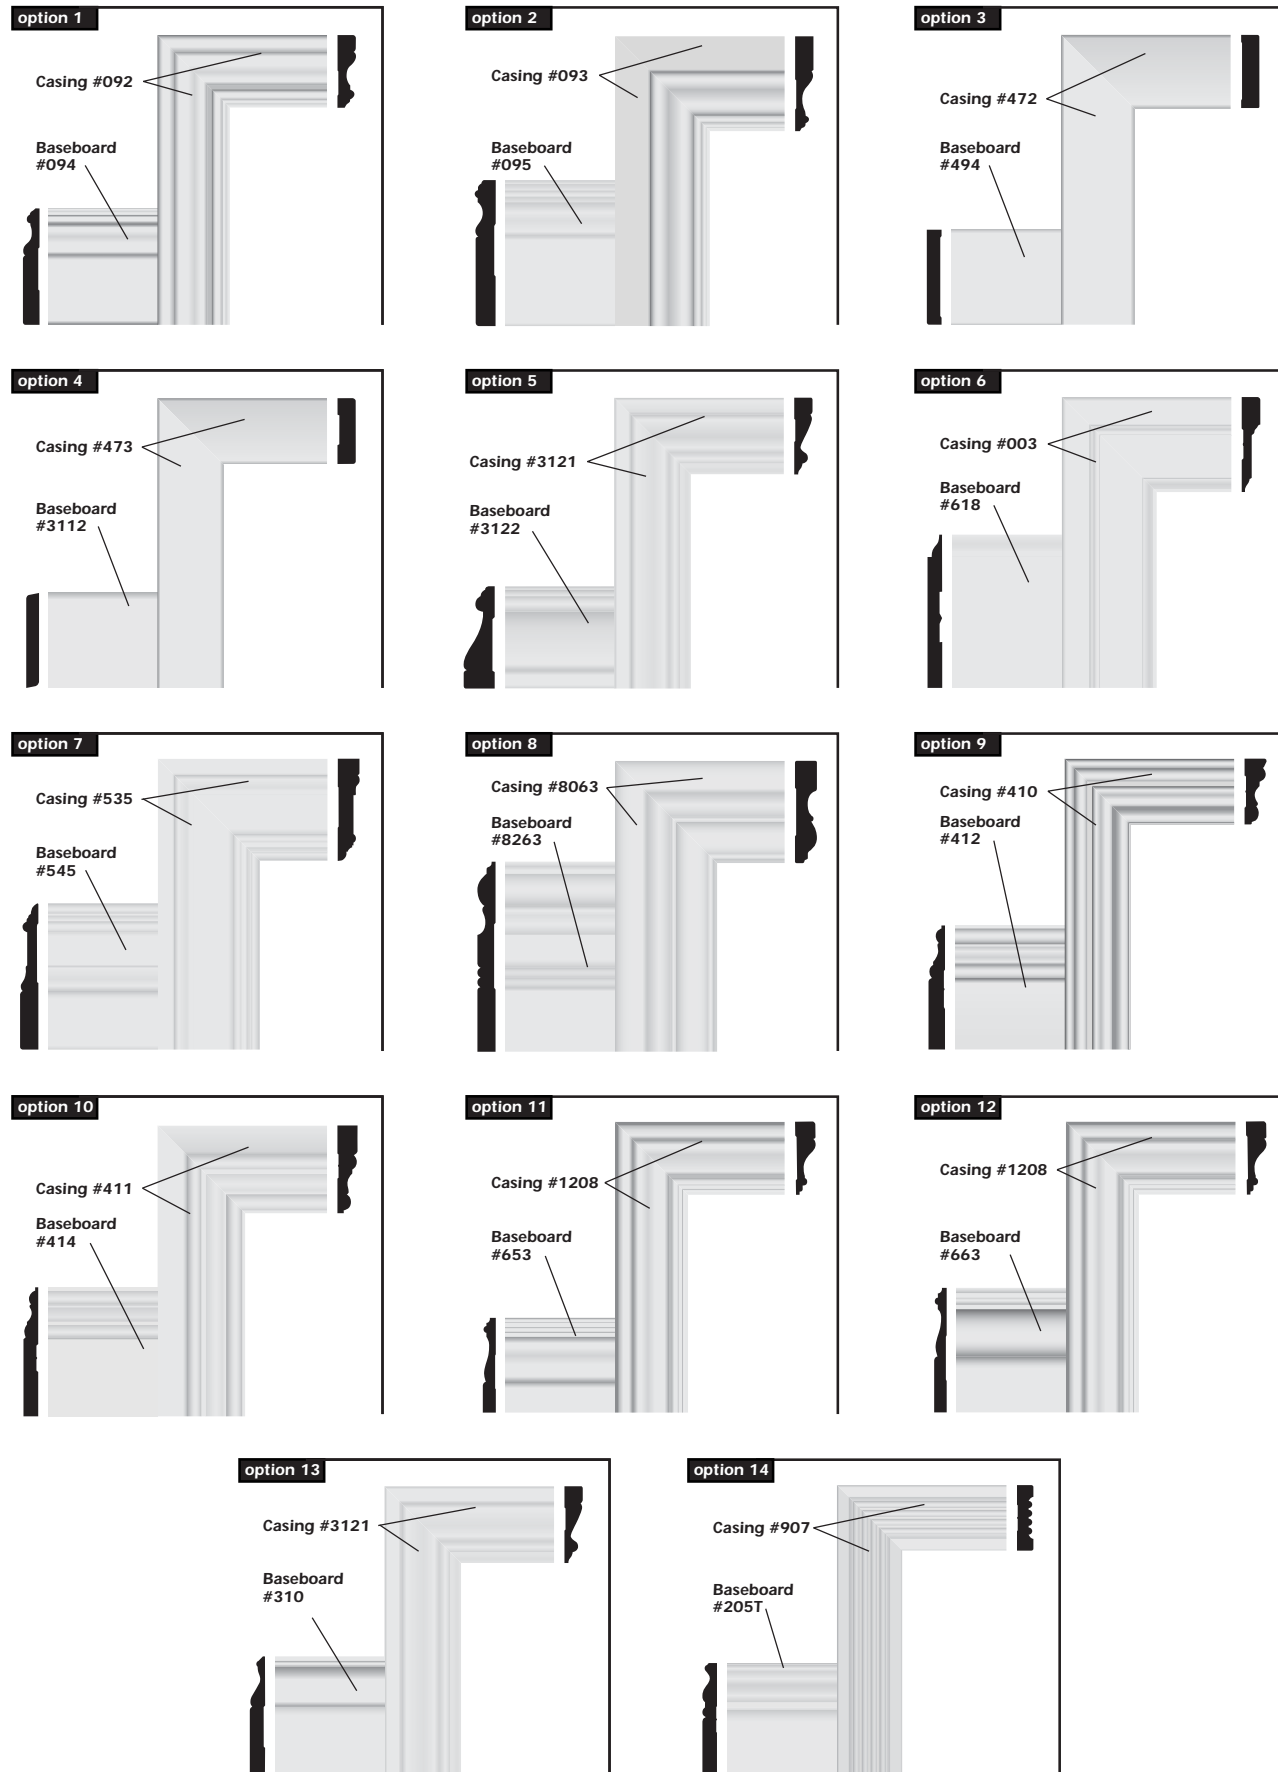 option 1
Casing #092
Baseboard
#094
option 2
Casing #093
Baseboard
#095
option 3
Casing #472
Baseboard
#494
option 4
Casing #473
Baseboard
#3112
option 5
Casing #3121
Baseboard
#3122
option 6
Casing #003
Baseboard
#618
option 7
Casing #535
Baseboard
#545
option 8
Casing #8063
Baseboard
#8263
option 9
Casing #410
Baseboard
#412
option 10
Casing #411
Baseboard
#414
option 11
Casing #1208
Baseboard
#653
option 12
Casing #1208
Baseboard
#663
option 13
Casing #3121
Baseboard
#310
option 14
Casing #907
Baseboard
#205T